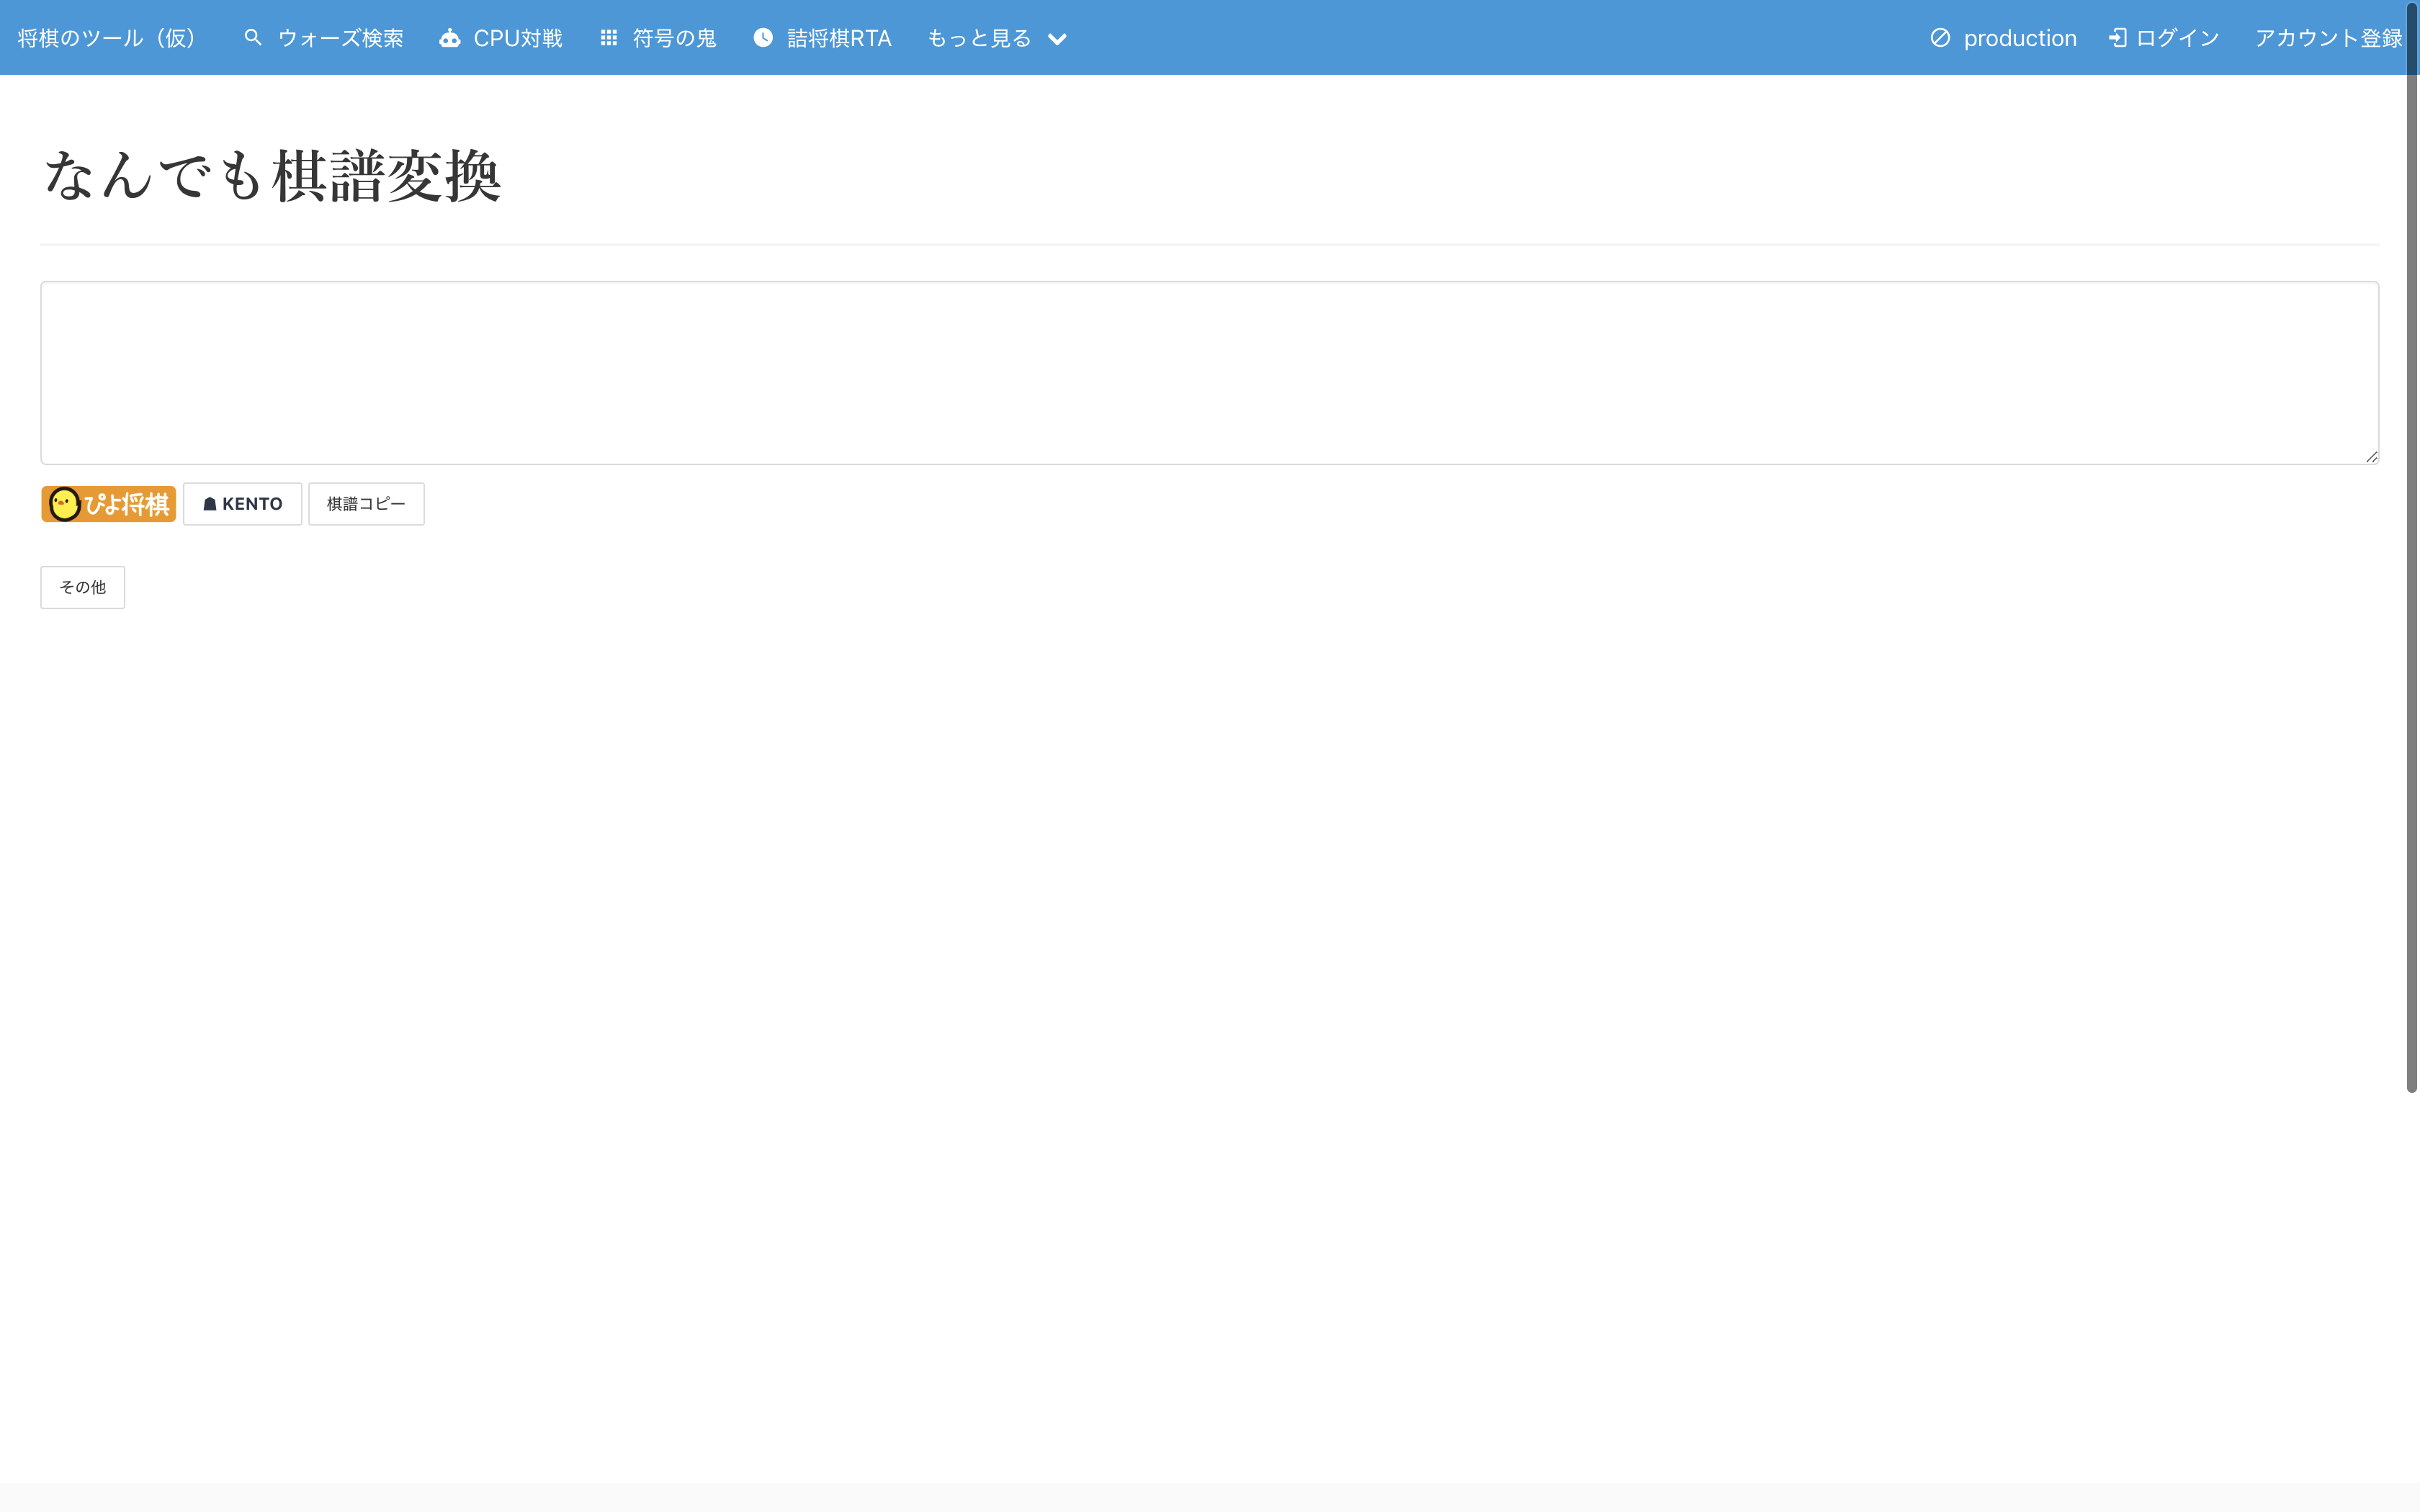 将棋のツール（仮） ウォーズ検索 CPU対戦 符号の鬼 詰将棋RTA もっと見る production ログイン アカウント登録
なんでも棋譜変換
ぴよ将棋 KENTO 棋譜コピー
その他